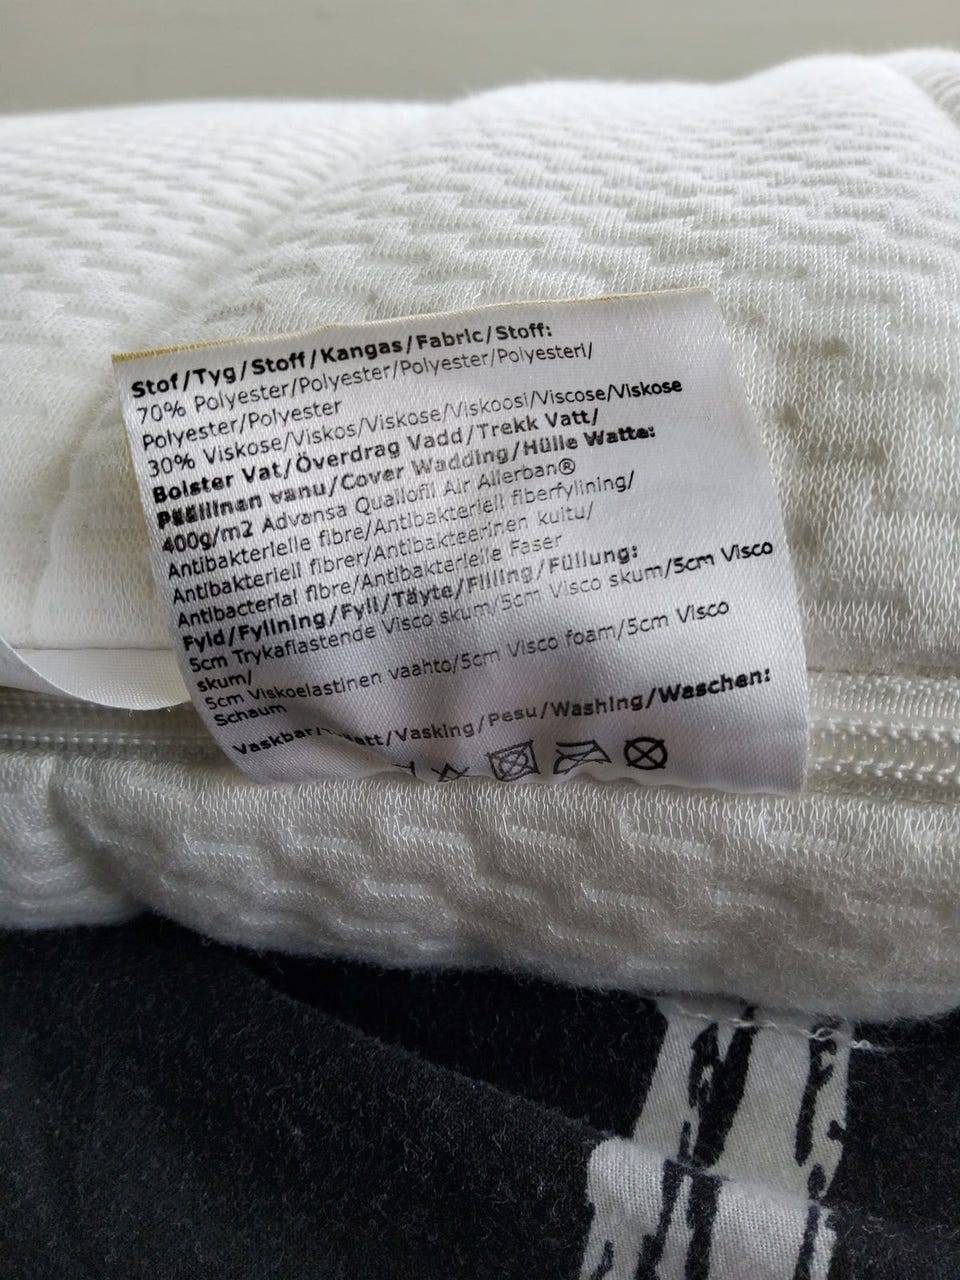 Stof/Tyg/Stoff/Kangas/Fabric/Stoff:
70% Polyester/Polyester/Polyester/Polyesteri/
Polyester/Polyester
30% Viskose/Viskos/Viskose/Viskoosi/Viscose/Viskose
Bolster Vat/Överdrag Vadd/Trekk Vatt/
Päällinan vanu/Cover Wadding/Hülle Watte:
400g/m2 Advansa Quallofil Air Allerban®
Antibakterielle fibre/Antibakteriell fiberfylining/
Antibakteriell fibrer/Antibakteerinen kuitu/
Antibacterial fibre/Antibakterielle Faser
Fyld/Fyllning/Fyll/Täyte/Filling/Füllung:
5cm Trykaflastende Visco skum/5cm Visco skum/5cm Visco
skum/
5cm Viskoelastinen vaahto/5cm Visco foam/5cm Visco
Schaum
Vaskbar/ /Vasking/Pesu/Washing/Waschen: